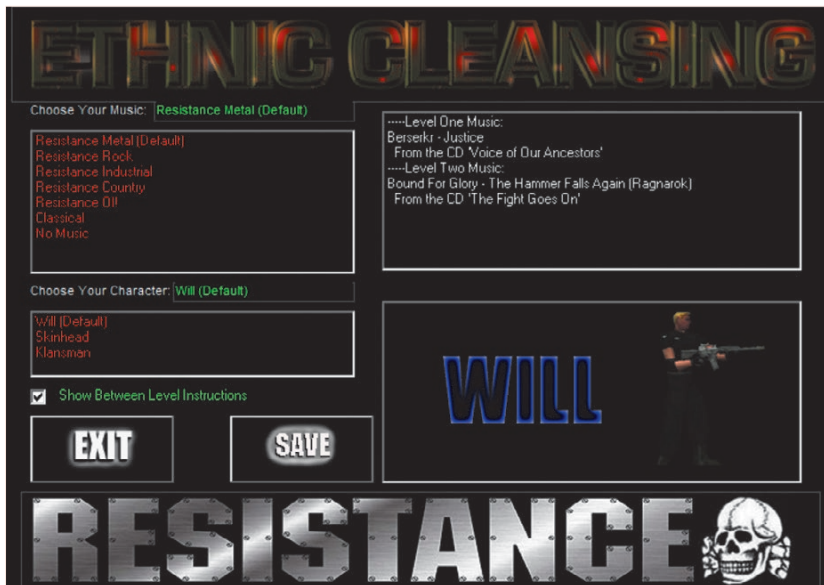 ETHNIC CLEANSING
Choose Your Music: Resistance Metal (Default)
Resistance Metal (Default)
Resistance Rock
Resistance Industrial
Resistance Country
Resistance OI!
Classical
No Music
-----Level One Music:
Berserkr - Justice
From the CD 'Voice of Our Ancestors'
-----Level Two Music:
Bound For Glory - The Hammer Falls Again (Ragnarok)
From the CD 'The Fight Goes On'
Choose Your Character: Will (Default)
Will (Default)
Skinhead
Klansman
Show Between Level Instructions
WILL
EXIT
SAVE
RESISTANCE